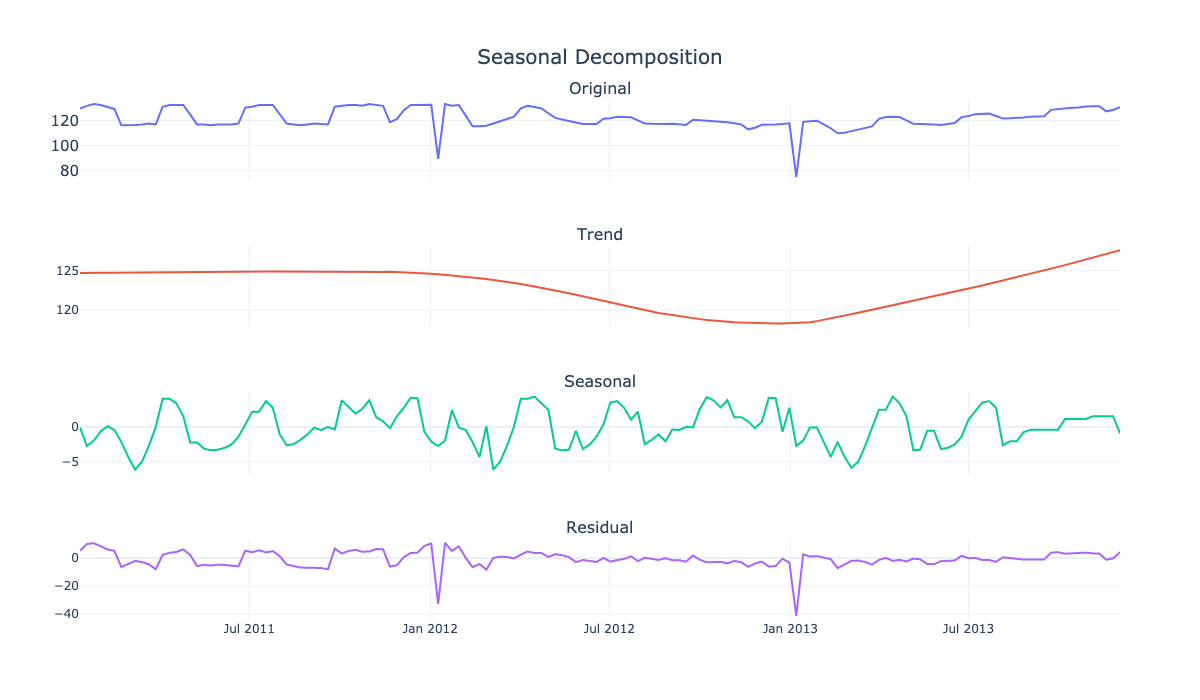 Seasonal Decomposition
Original
120
100
80
Trend
125
120
Seasonal
0
−5
Residual
0
−20
−40
Jul 2011 Jan 2012 Jul 2012 Jan 2013 Jul 2013